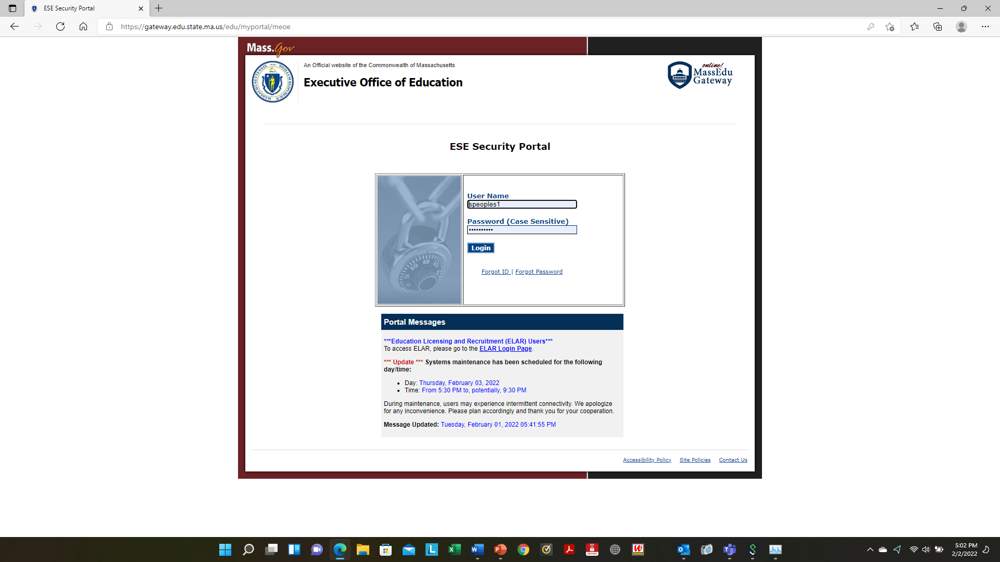 ESE Security Portal
https://gateway.edu.state.ma.us/edu/myportal/meoe
Mass.Gov
An Official website of the Commonwealth of Massachusetts
Executive Office of Education
online!
MassEdu
Gateway
ESE Security Portal
User Name
speoples1
Password (Case Sensitive)
••••••••••
Login
Forgot ID | Forgot Password
Portal Messages
***Education Licensing and Recruitment (ELAR) Users***
To access ELAR, please go to the ELAR Login Page.
*** Update *** Systems maintenance has been scheduled for the following
day/time:
• Day: Thursday, February 03, 2022
• Time: From 5:30 PM to, potentially, 9:30 PM
During maintenance, users may experience intermittent connectivity. We apologize
for any inconvenience. Please plan accordingly and thank you for your cooperation.
Message Updated: Tuesday, February 01, 2022 05:41:55 PM
Accessibility Policy Site Policies Contact Us
5:02 PM
2/2/2022